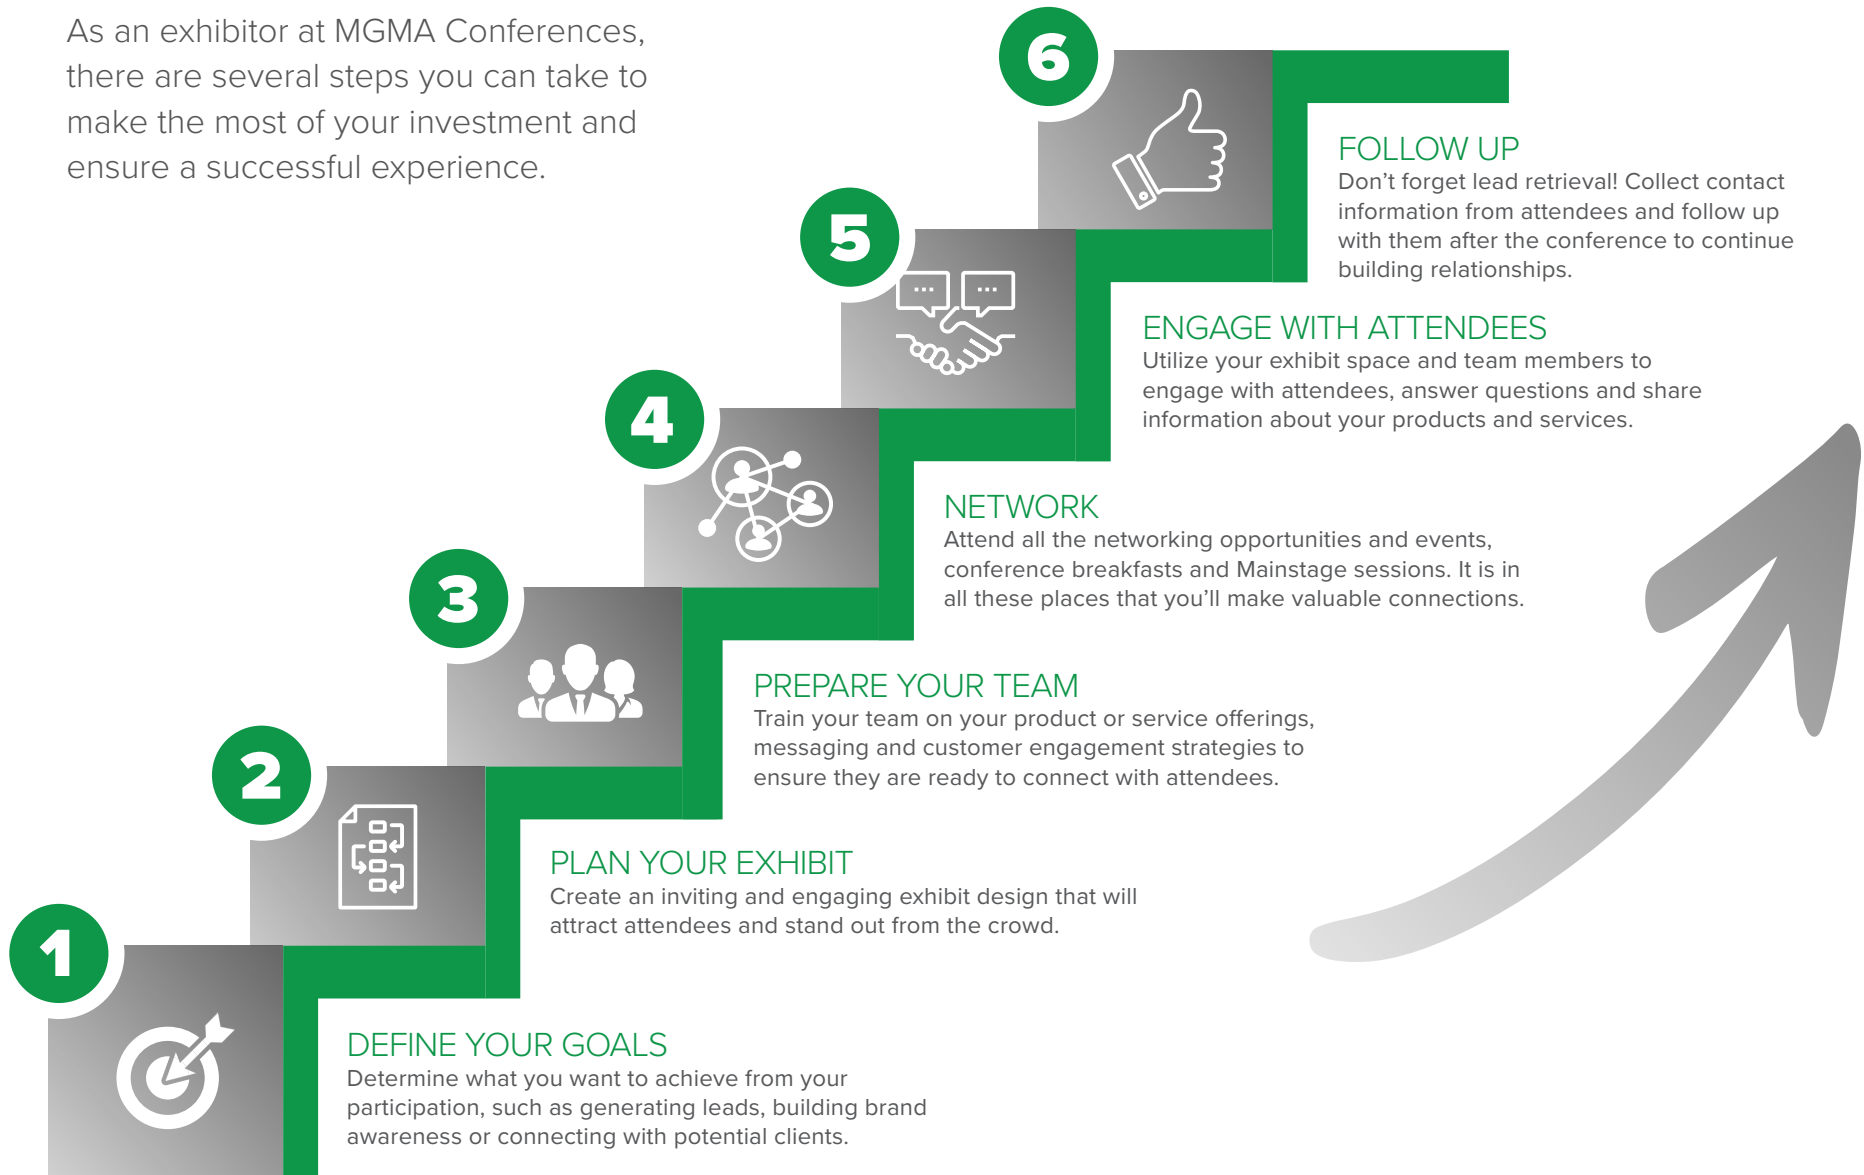 As an exhibitor at MGMA Conferences,
there are several steps you can take to
make the most of your investment and
ensure a successful experience.
6
FOLLOW UP
Don't forget lead retrieval! Collect contact
information from attendees and follow up
with them after the conference to continue
building relationships.
5
ENGAGE WITH ATTENDEES
Utilize your exhibit space and team members to
engage with attendees, answer questions and share
information about your products and services.
4
NETWORK
Attend all the networking opportunities and events,
conference breakfasts and Mainstage sessions. It is in
all these places that you'll make valuable connections.
3
PREPARE YOUR TEAM
Train your team on your product or service offerings,
messaging and customer engagement strategies to
ensure they are ready to connect with attendees.
2
PLAN YOUR EXHIBIT
Create an inviting and engaging exhibit design that will
attract attendees and stand out from the crowd.
1
DEFINE YOUR GOALS
Determine what you want to achieve from your
participation, such as generating leads, building brand
awareness or connecting with potential clients.